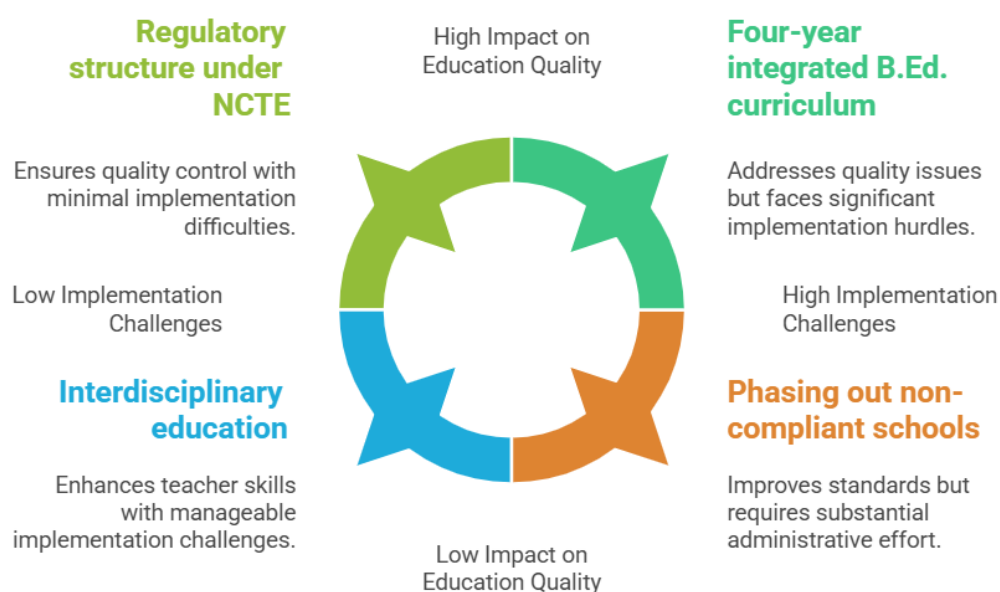 Regulatory
structure under
NCTE
Ensures quality control with
minimal implementation
difficulties.
High Impact on
Education Quality
Four-year
integrated B.Ed.
curriculum
Addresses quality issues
but faces significant
implementation hurdles.
Low Implementation
Challenges
High Implementation
Challenges
Interdisciplinary
education
Enhances teacher skills
with manageable
implementation challenges.
Phasing out non-
compliant schools
Improves standards but
requires substantial
administrative effort.
Low Impact on
Education Quality